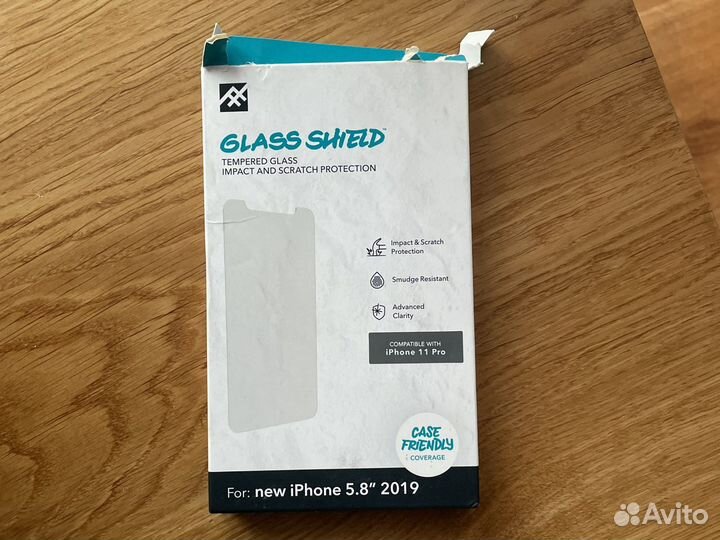 GLASS SHIELD™
TEMPERED GLASS
IMPACT AND SCRATCH PROTECTION
Impact & Scratch
Protection
Smudge Resistant
Advanced
Clarity
COMPATIBLE WITH
iPhone 11 Pro
CASE
FRIENDLY
COVERAGE
For: new iPhone 5.8" 2019
Avito